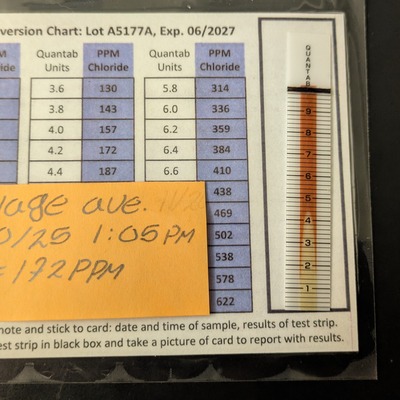 version Chart: Lot A5177A, Exp. 06/2027
Quantab Units PPM Chloride Quantab Units PPM Chloride
3.6 130 5.8 314
3.8 143 6.0 336
4.0 157 6.2 359
4.2 172 6.4 384
4.4 187 6.6 410
438
469
502
538
578
622
age ave.
0/25 1:05 PM
= 172 PPM
QUANTAB
9
8
7
6
5
4
3
2
1
note and stick to card: date and time of sample, results of test strip.
est strip in black box and take a picture of card to report with results.